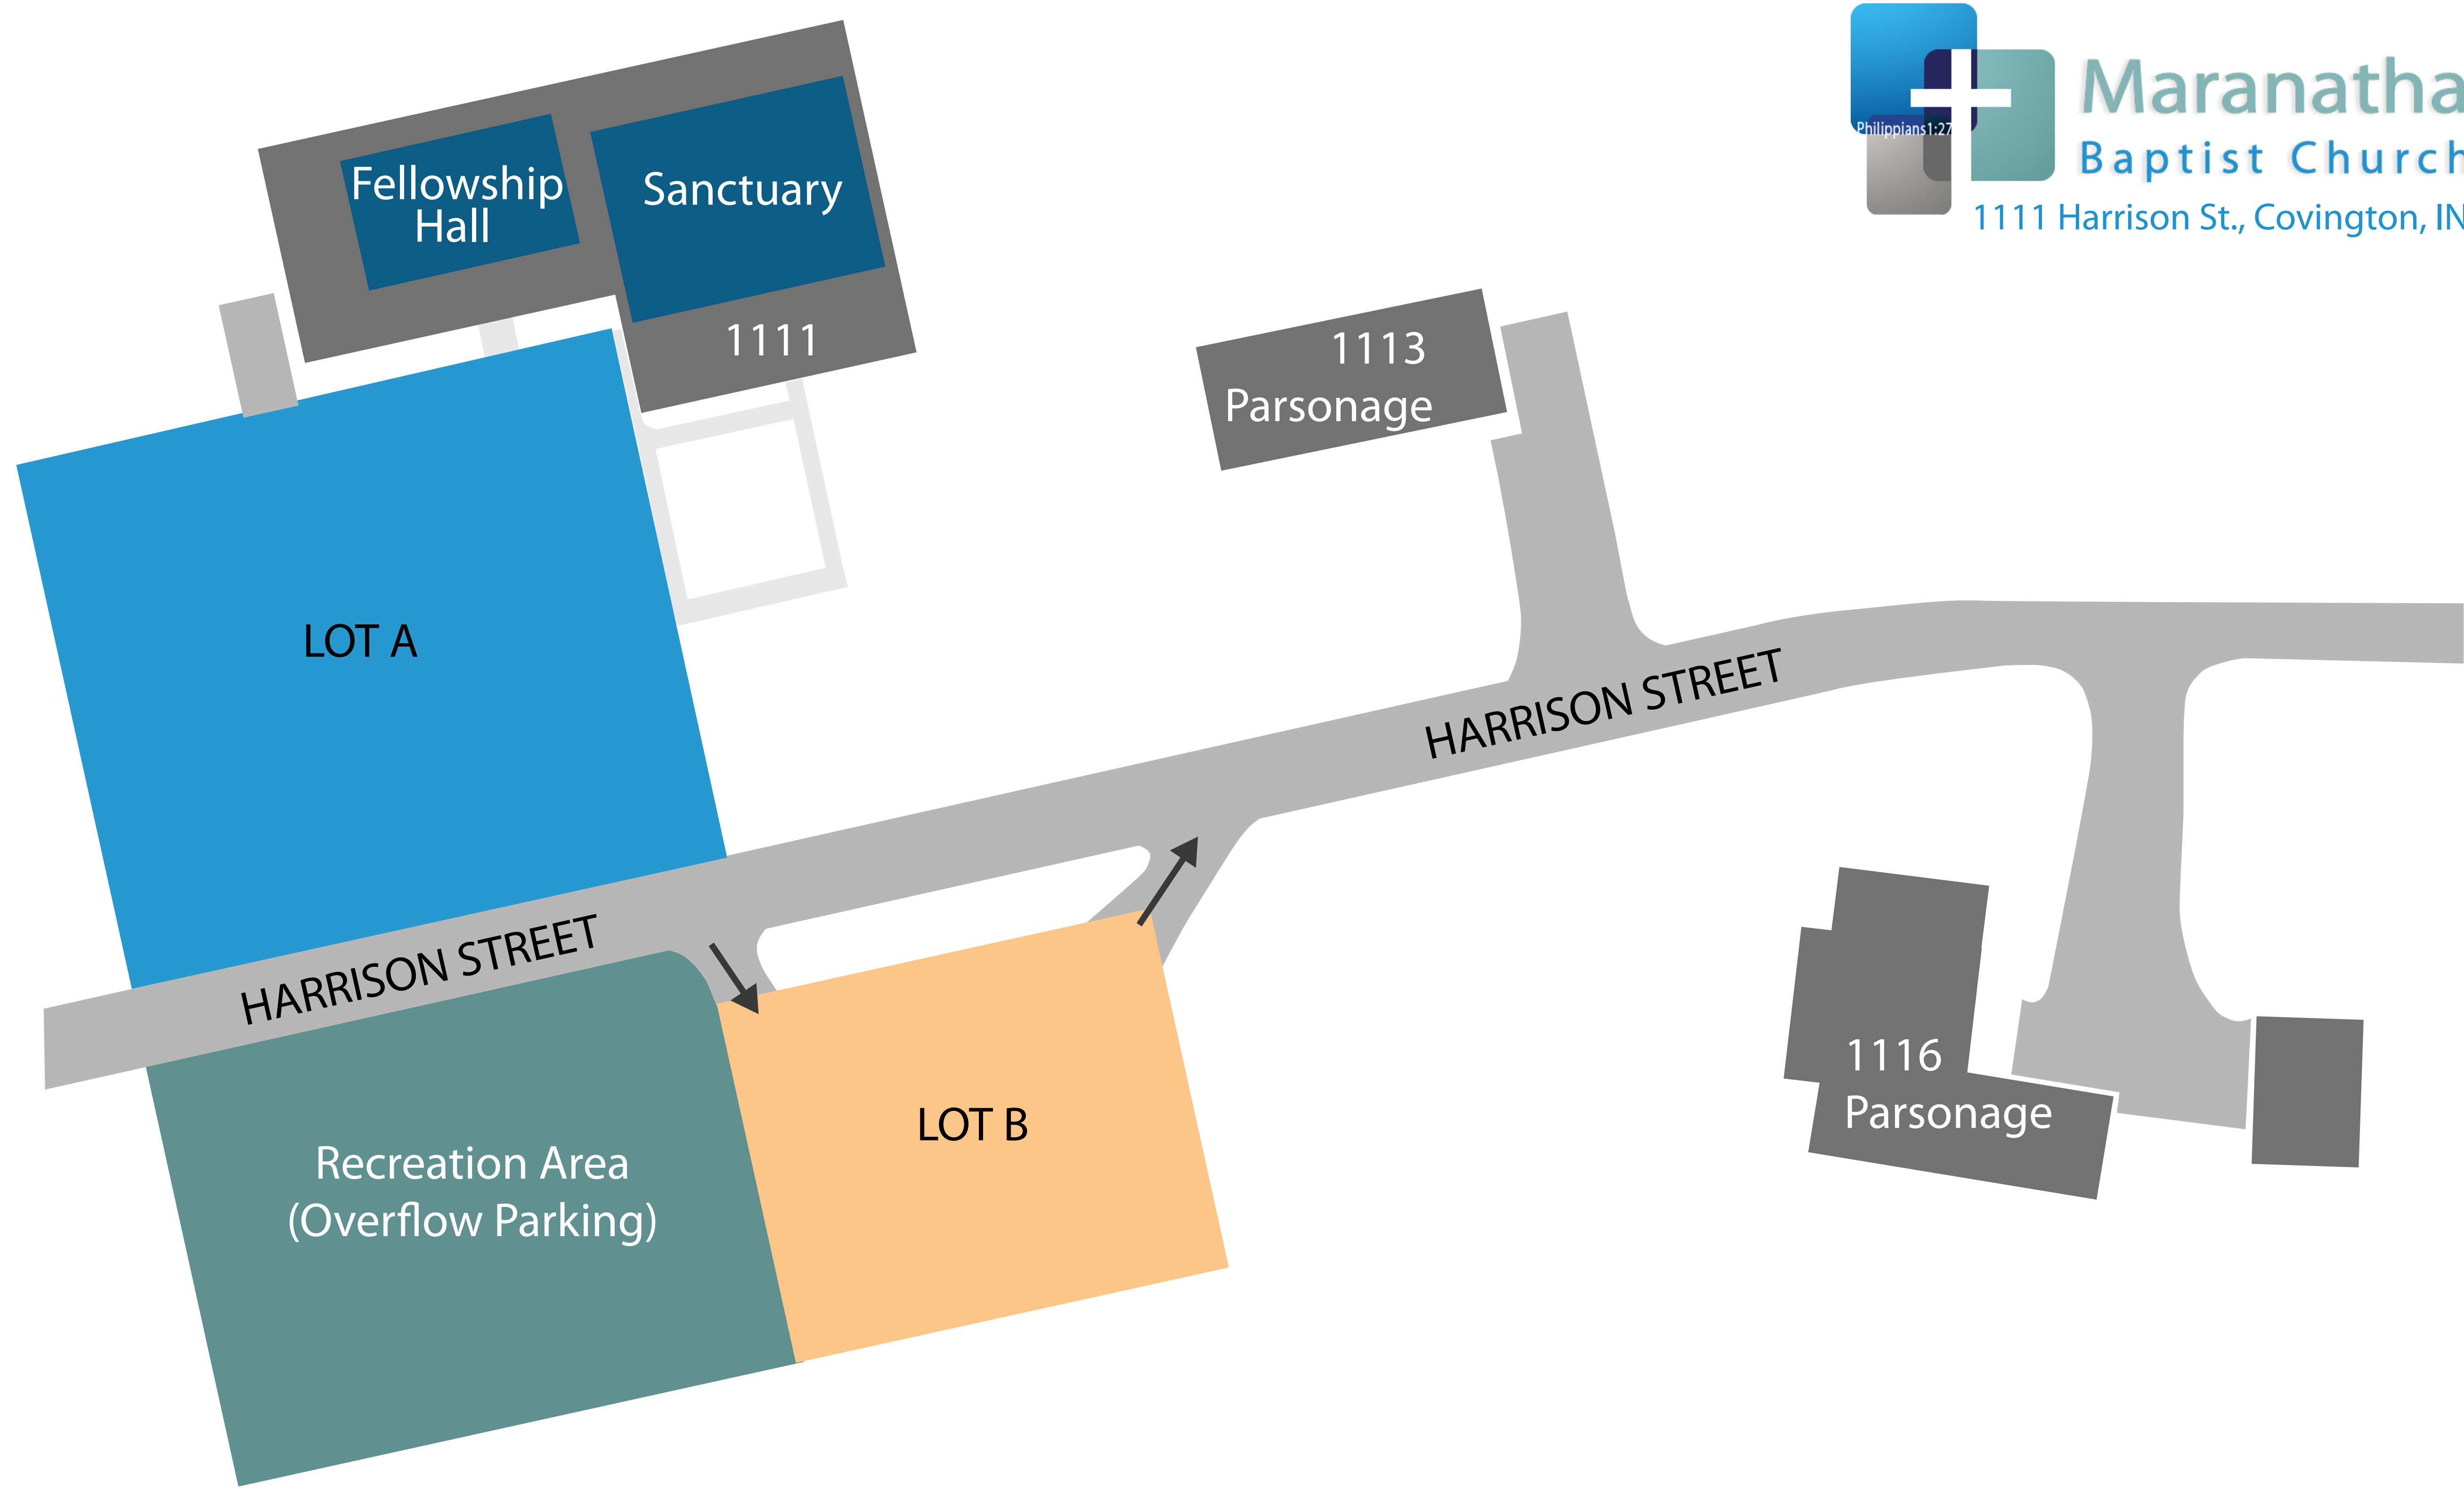 Maranatha
Baptist Church
Philippians1:27
1111 Harrison St., Covington, IN
Fellowship
Hall
Sanctuary
1111
1113
Parsonage
LOT A
HARRISON STREET
HARRISON STREET
LOT B
Recreation Area
(Overflow Parking)
1116
Parsonage